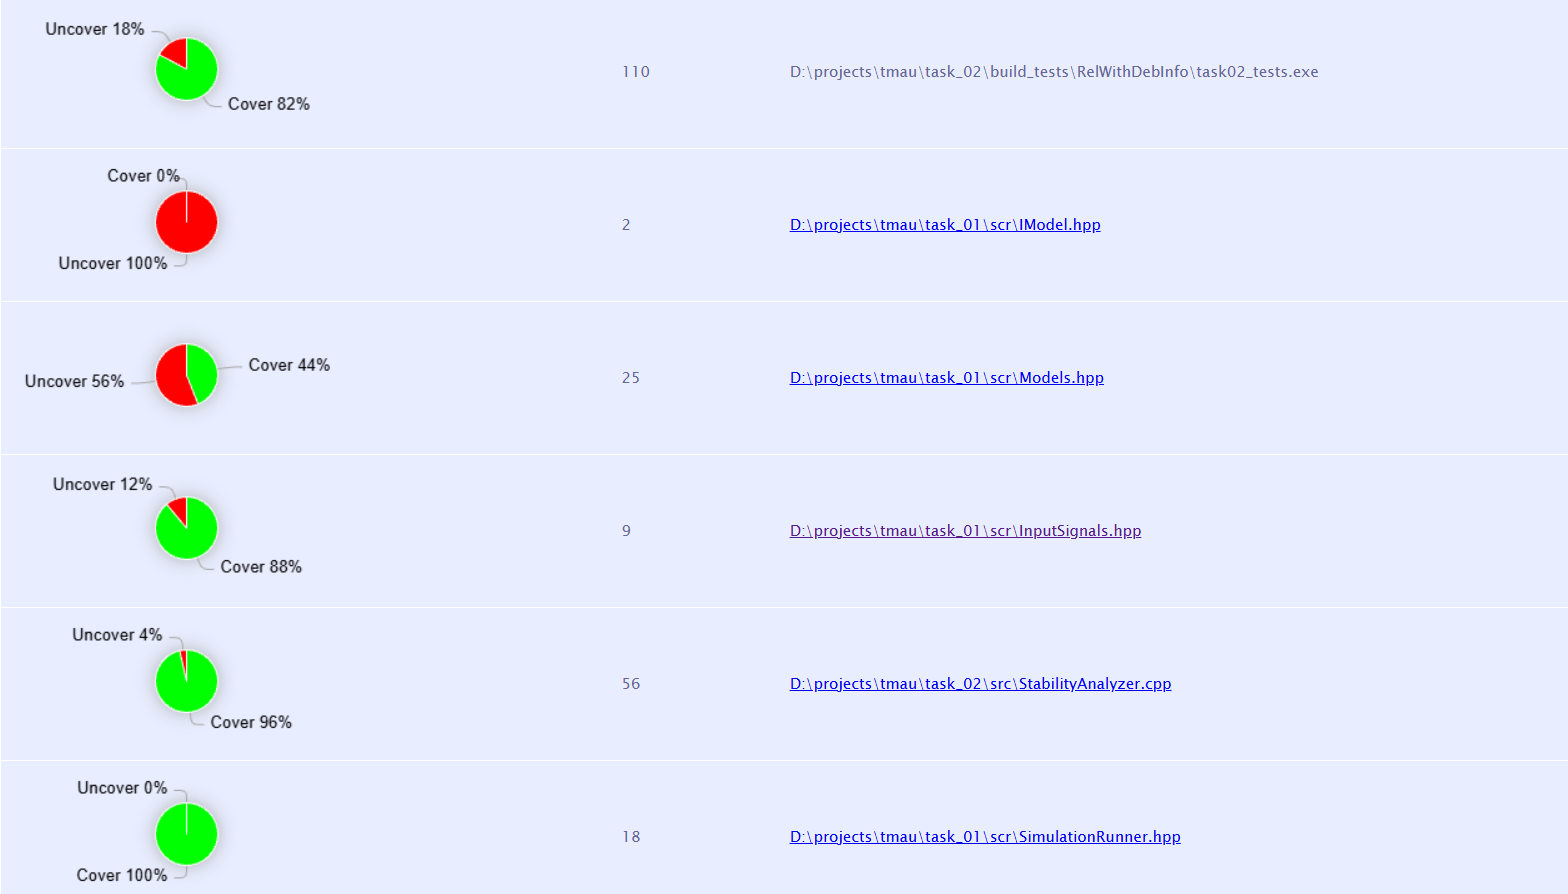 Uncover 18%
Cover 82%
110
D:\projects\tmau\task_02\build_tests\RelWithDebInfo\task02_tests.exe
Cover 0%
Uncover 100%
2
D:\projects\tmau\task_01\scr\IModel.hpp
Cover 44%
Uncover 56%
25
D:\projects\tmau\task_01\scr\Models.hpp
Uncover 12%
Cover 88%
9
D:\projects\tmau\task_01\scr\InputSignals.hpp
Uncover 4%
Cover 96%
56
D:\projects\tmau\task_02\src\StabilityAnalyzer.cpp
Uncover 0%
Cover 100%
18
D:\projects\tmau\task_01\scr\SimulationRunner.hpp